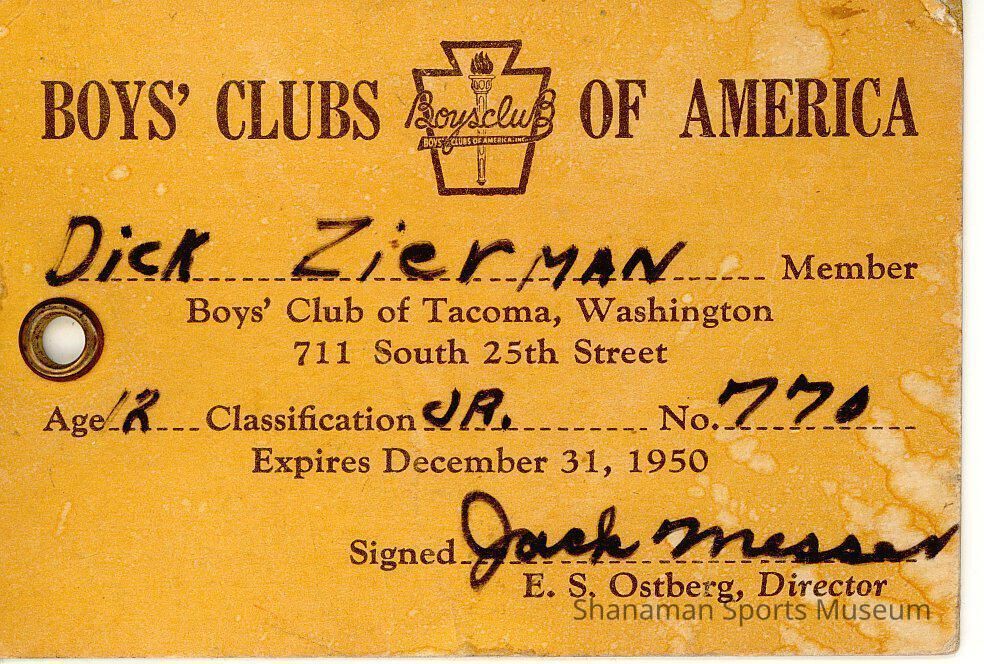 BOYS' CLUBS OF AMERICA
Boysclub
BOYS' CLUBS OF AMERICA, INC.
Dick Zierman Member
Boys' Club of Tacoma, Washington
711 South 25th Street
Age 12 Classification JR. No. 770
Expires December 31, 1950
Signed Jack Messer
E. S. Ostberg, Director
Shanaman Sports Museum